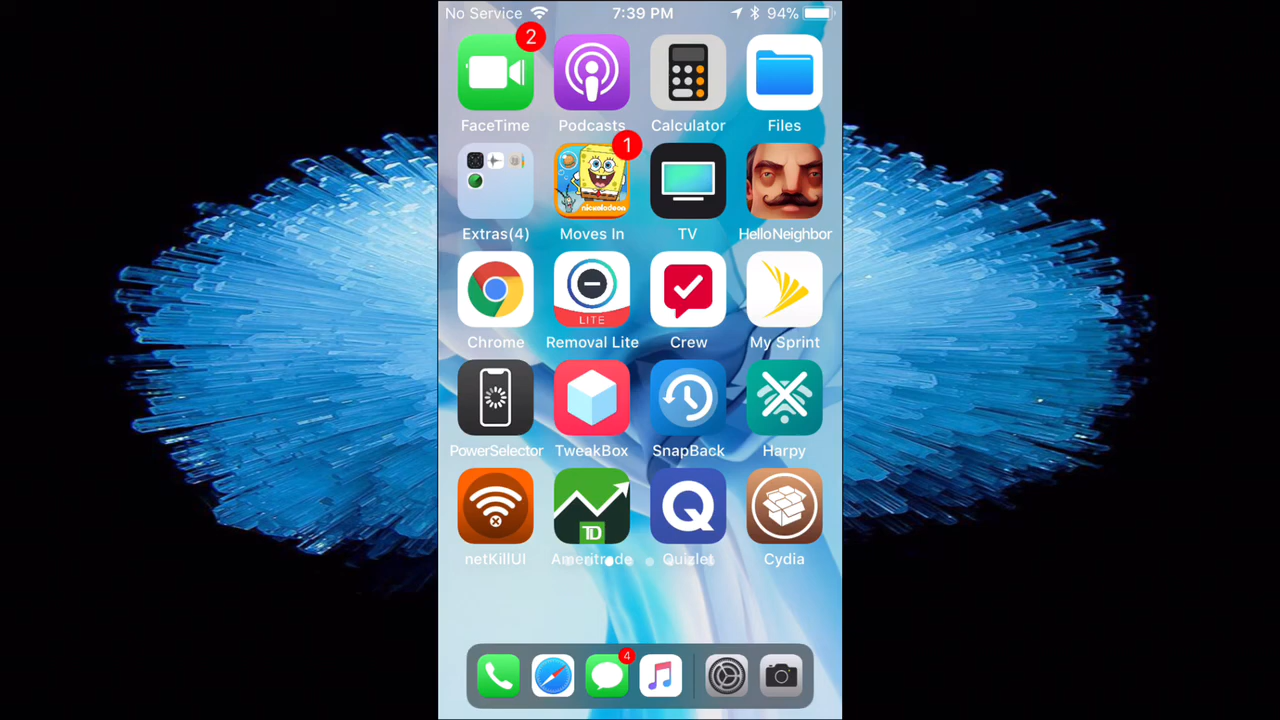 No Service 7:39 PM 94%
2
FaceTime Podcasts Calculator Files
1
nickelodeon
Extras(4) Moves In TV HelloNeighbor
LITE
Chrome Removal Lite Crew My Sprint
PowerSelector TweakBox SnapBack Harpy
TD
netKillUI Ameritrade Quizlet Cydia
4